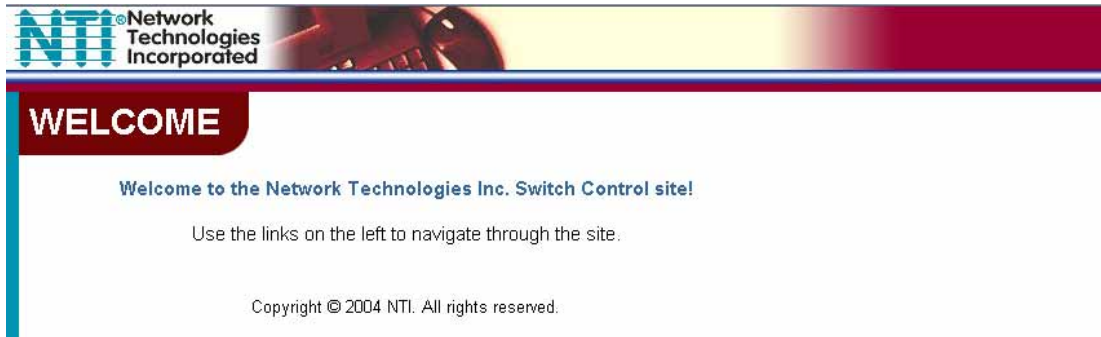 NTI®Network
Technologies
Incorporated
WELCOME
Welcome to the Network Technologies Inc. Switch Control site!
Use the links on the left to navigate through the site.
Copyright © 2004 NTI. All rights reserved.